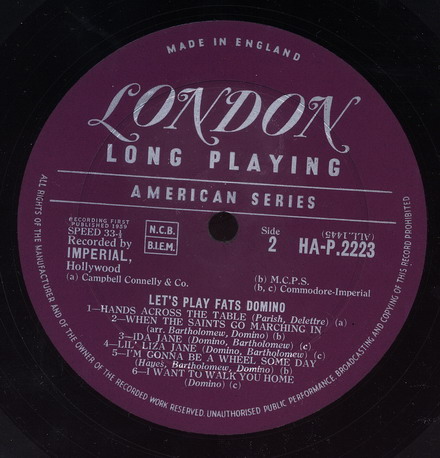 MADE IN ENGLAND
LONDON
LONG PLAYING
AMERICAN SERIES
RECORDING FIRST
PUBLISHED 1959
SPEED 33-⅓
Recorded by
IMPERIAL,
Hollywood
N.C.B.
B.I.E.M.
Side
2
(ALL.1445)
HA-P.2223
(a) Campbell Connelly & Co.
(b) M.C.P.S.
(b, c) Commodore-Imperial
LET'S PLAY FATS DOMINO
1—HANDS ACROSS THE TABLE (Parish, Delettre) (a)
2—WHEN THE SAINTS GO MARCHING IN
(arr. Bartholomew, Domino) (b)
3—IDA JANE (Domino, Bartholomew) (c)
4—LIL' LIZA JANE (Domino, Bartholomew) (c)
5—I'M GONNA BE A WHEEL SOME DAY
(Hayes, Bartholomew, Domino) (b)
6—I WANT TO WALK YOU HOME
(Domino) (c)
ALL RIGHTS OF THE MANUFACTURER AND OF THE OWNER OF THE RECORDED WORK RESERVED. UNAUTHORISED PUBLIC PERFORMANCE BROADCASTING AND COPYING OF THIS RECORD PROHIBITED